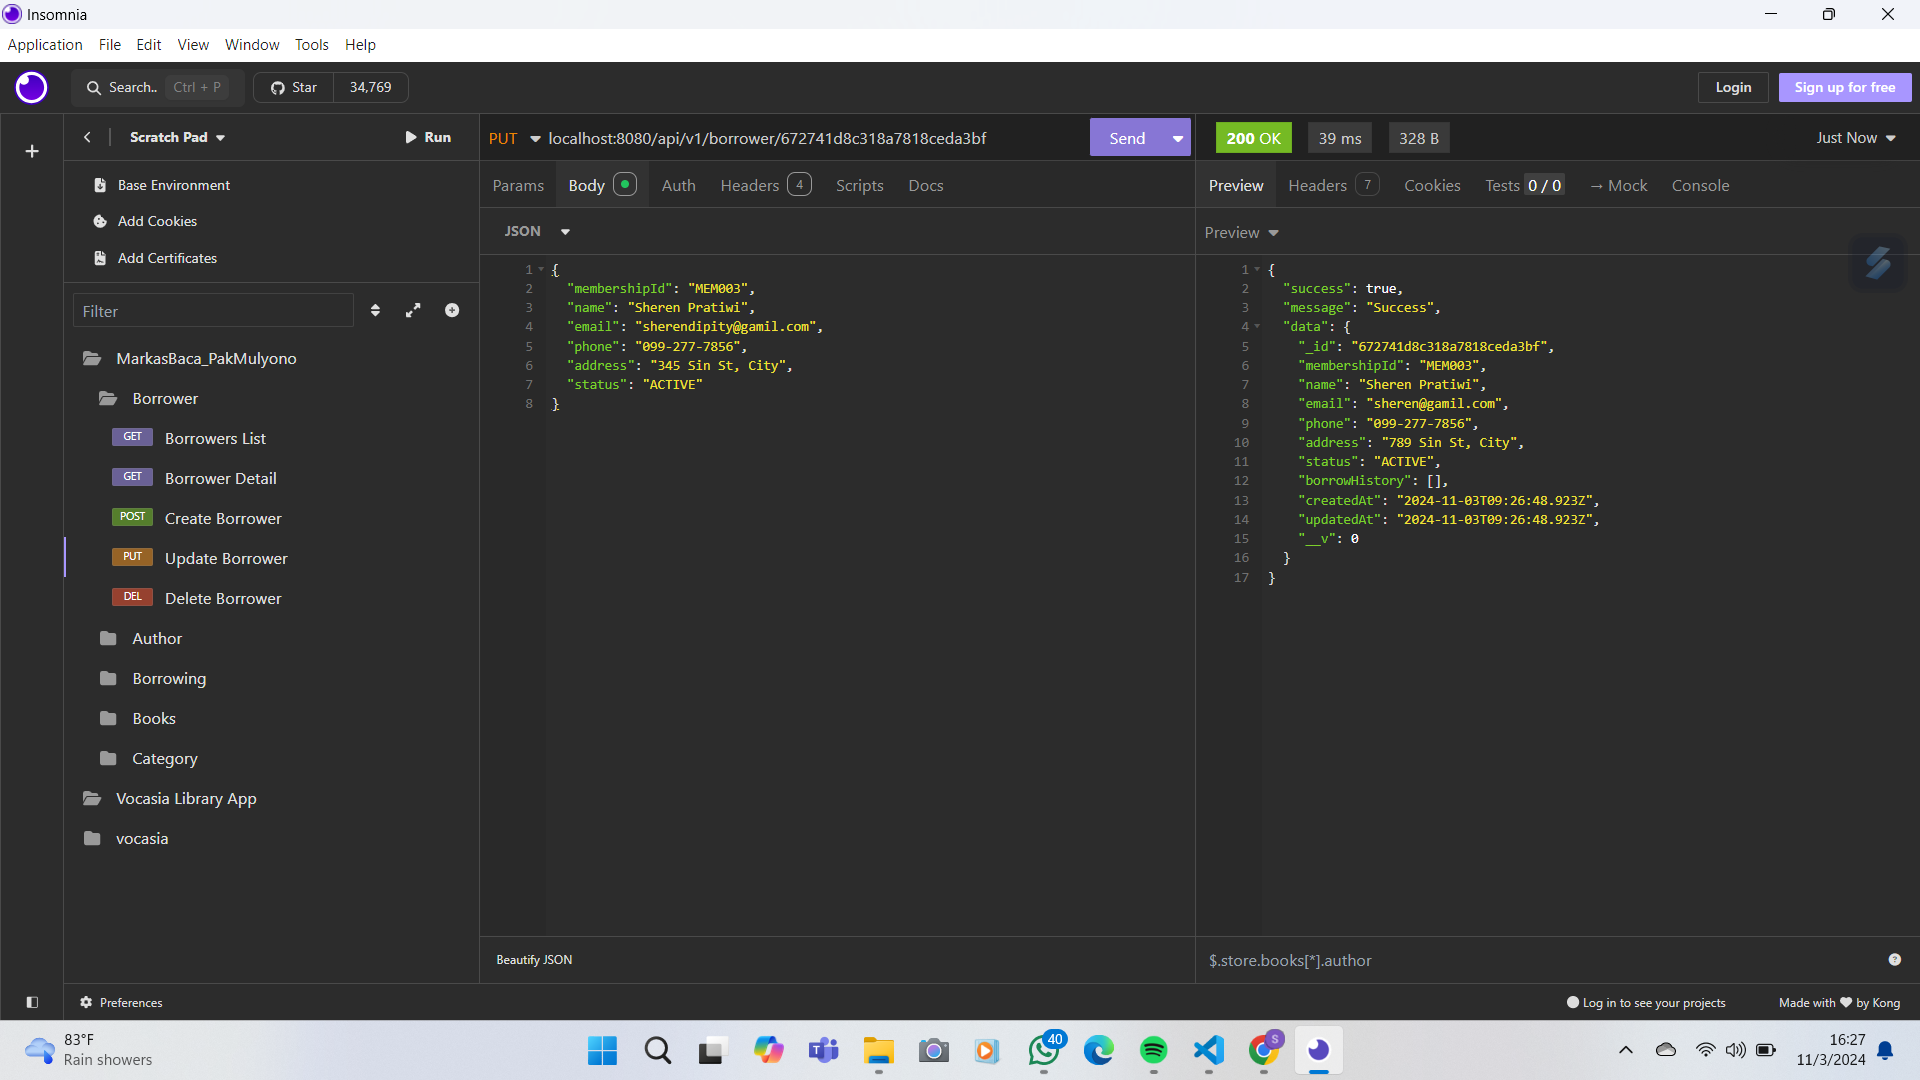 Insomnia
Application File Edit View Window Tools Help
Search.. Ctrl + P Star 34,769 Login Sign up for free
Scratch Pad Run
Base Environment
Add Cookies
Add Certificates
Filter
MarkasBaca_PakMulyono
Borrower
GET Borrowers List
GET Borrower Detail
POST Create Borrower
PUT Update Borrower
DEL Delete Borrower
Author
Borrowing
Books
Category
Vocasia Library App
vocasia
Preferences
PUT localhost:8080/api/v1/borrower/672741d8c318a7818ceda3bf Send
Params Body Auth Headers 4 Scripts Docs
JSON
1 {
2 "membershipId": "MEM003",
3 "name": "Sheren Pratiwi",
4 "email": "sherendipity@gamil.com",
5 "phone": "099-277-7856",
6 "address": "345 Sin St, City",
7 "status": "ACTIVE"
8 }
Beautify JSON
200 OK 39 ms 328 B Just Now
Preview Headers 7 Cookies Tests 0 / 0 → Mock Console
Preview
1 {
2 "success": true,
3 "message": "Success",
4 "data": {
5 "_id": "672741d8c318a7818ceda3bf",
6 "membershipId": "MEM003",
7 "name": "Sheren Pratiwi",
8 "email": "sheren@gamil.com",
9 "phone": "099-277-7856",
10 "address": "789 Sin St, City",
11 "status": "ACTIVE",
12 "borrowHistory": [],
13 "createdAt": "2024-11-03T09:26:48.923Z",
14 "updatedAt": "2024-11-03T09:26:48.923Z",
15 "__v": 0
16 }
17 }
$.store.books[*].author
Log in to see your projects Made with ♥ by Kong
83°F
Rain showers
40
S
16:27
11/3/2024